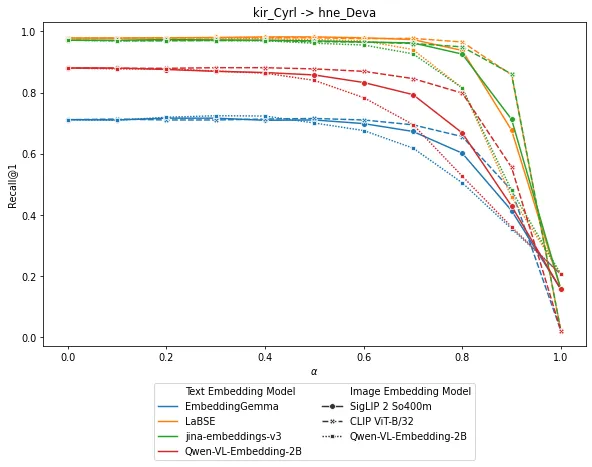 kir_Cyrl -> hne_Deva
Recall@1
1.0
0.8
0.6
0.4
0.2
0.0
0.0 0.2 0.4 0.6 0.8 1.0
α
Text Embedding Model Image Embedding Model
EmbeddingGemma SigLIP 2 So400m
LaBSE CLIP ViT-B/32
jina-embeddings-v3 Qwen-VL-Embedding-2B
Qwen-VL-Embedding-2B